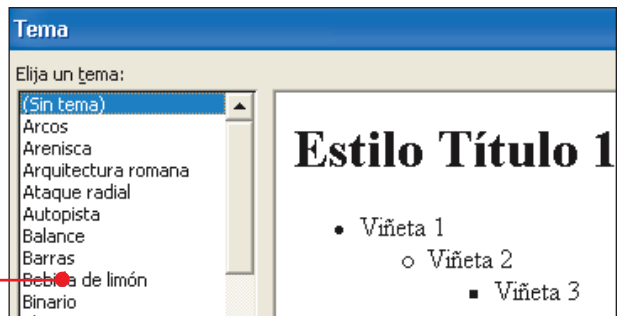 Tema
Elija un tema:
(Sin tema)
Arcos
Arenisca
Arquitectura romana
Ataque radial
Autopista
Balance
Barras
Bebida de limón
Binario
Estilo Título 1
Viñeta 1
Viñeta 2
Viñeta 3